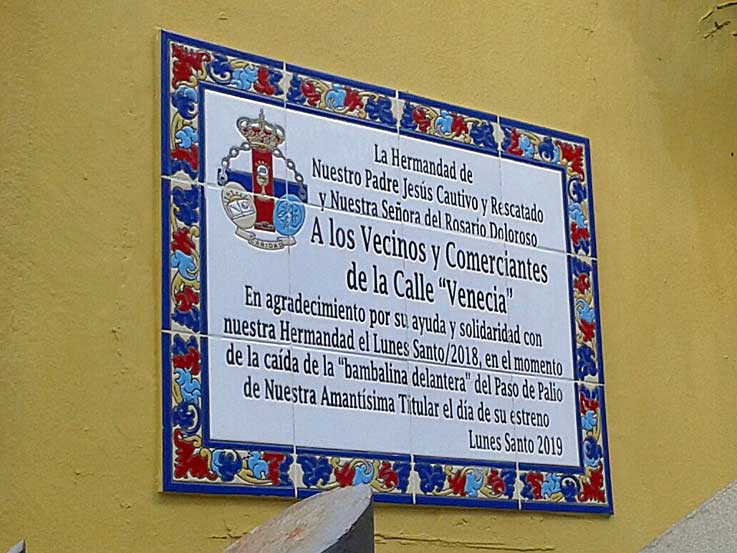 La Hermandad de
Nuestro Padre Jesús Cautivo y Rescatado
y Nuestra Señora del Rosario Doloroso
A los Vecinos y Comerciantes
de la Calle "Venecia"
En agradecimiento por su ayuda y solidaridad con
nuestra Hermandad el Lunes Santo/2018, en el momento
de la caída de la "bambalina delantera" del Paso de Palio
de Nuestra Amantísima Titular el día de su estreno
Lunes Santo 2019
CARIDAD